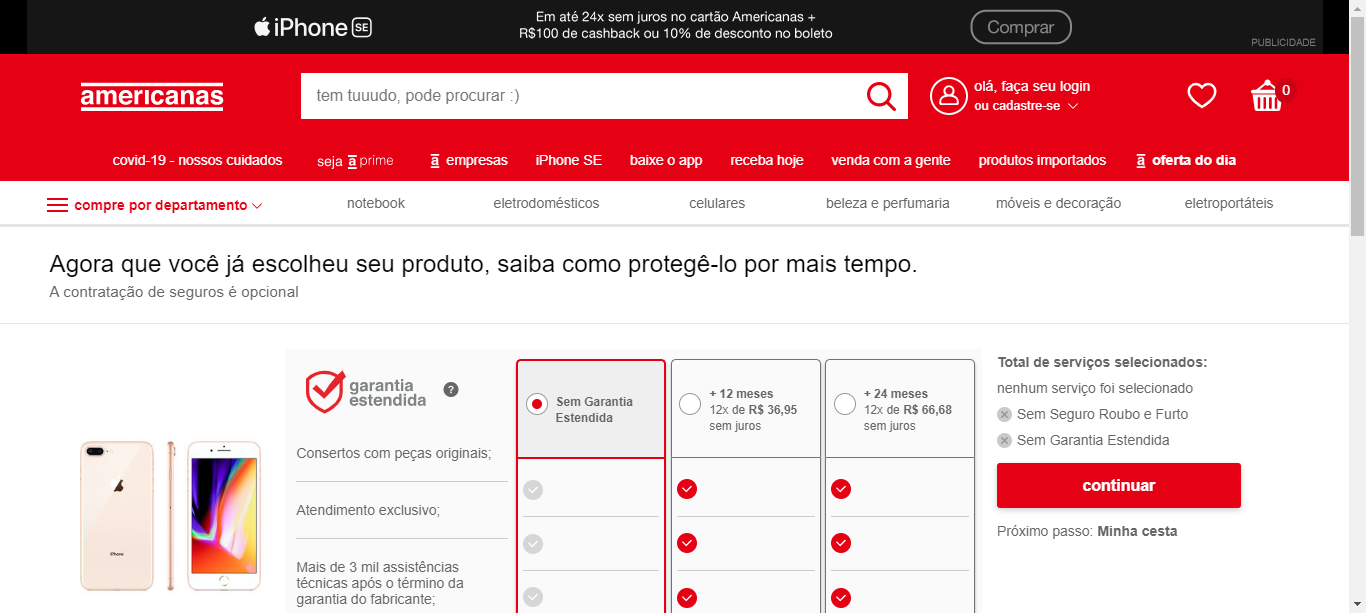 iPhone SE
Em até 24x sem juros no cartão Americanas +
R$100 de cashback ou 10% de desconto no boleto
Comprar
PUBLICIDADE
americanas
tem tuuudo, pode procurar :)
olá, faça seu login
ou cadastre-se
0
covid-19 - nossos cuidados
seja a prime
a empresas
iPhone SE
baixe o app
receba hoje
venda com a gente
produtos importados
a oferta do dia
compre por departamento
notebook
eletrodomésticos
celulares
beleza e perfumaria
móveis e decoração
eletroportáteis
Agora que você já escolheu seu produto, saiba como protegê-lo por mais tempo.
A contratação de seguros é opcional
garantia
estendida
?
Sem Garantia
Estendida
+ 12 meses
12x de R$ 36,95
sem juros
+ 24 meses
12x de R$ 66,68
sem juros
Consertos com peças originais;
Atendimento exclusivo;
Mais de 3 mil assistências
técnicas após o término da
garantia do fabricante;
iPhone
Total de serviços selecionados:
nenhum serviço foi selecionado
Sem Seguro Roubo e Furto
Sem Garantia Estendida
continuar
Próximo passo: Minha cesta